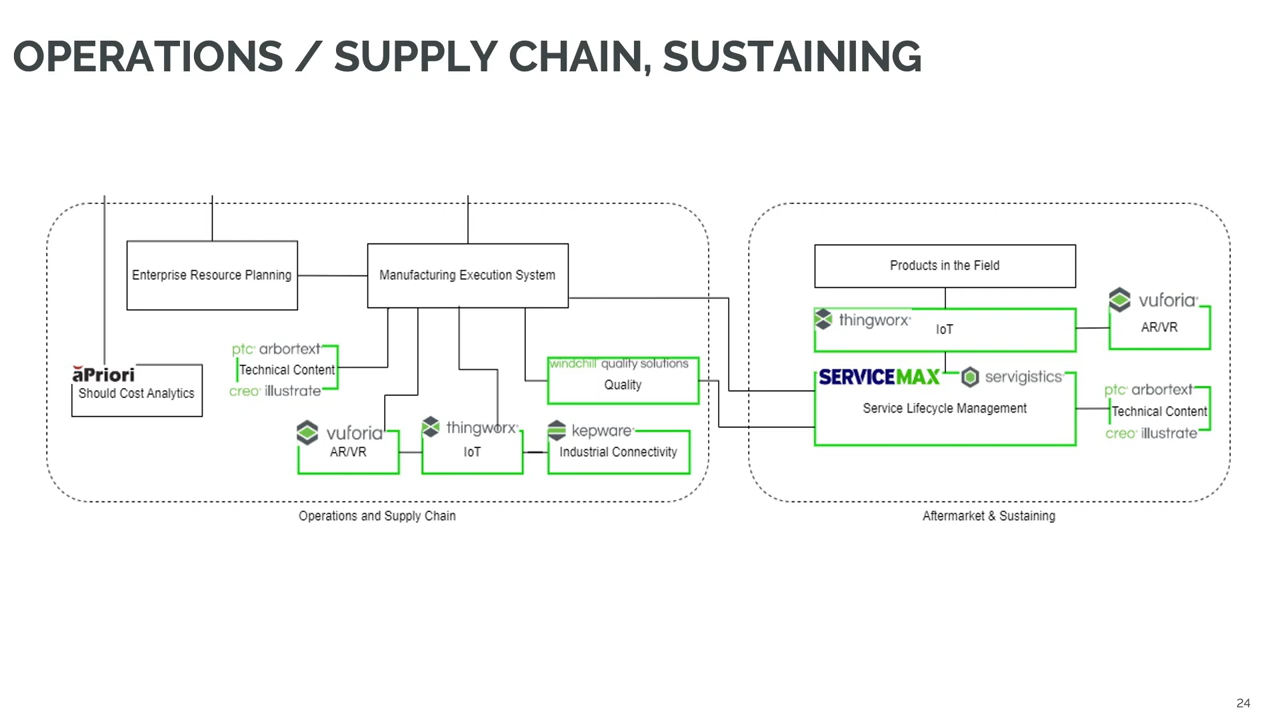 OPERATIONS / SUPPLY CHAIN, SUSTAINING
Enterprise Resource Planning
Manufacturing Execution System
aPriori
Should Cost Analytics
ptc arbortext
Technical Content
creo illustrate
windchill quality solutions
Quality
vuforia
AR/VR
thingworx
IoT
kepware
Industrial Connectivity
Operations and Supply Chain
Products in the Field
thingworx
IoT
vuforia
AR/VR
SERVICEMAX
servigistics
Service Lifecycle Management
ptc arbortext
Technical Content
creo illustrate
Aftermarket & Sustaining
24